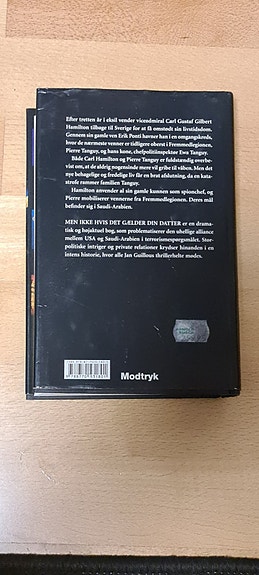 Efter tretten år i eksil vender viceadmiral Carl Gustaf Gilbert
Hamilton tilbage til Sverige for at få omstødt sin livstidsdom.
Gennem sin gamle ven Erik Ponti havner han i en omgangskreds,
hvor de nærmeste venner er tidligere oberst i Fremmedlegionen,
Pierre Tanguy, og hans kone, chefpolitiinspektør Ewa Tanguy.
Både Carl Hamilton og Pierre Tanguy er fuldstændig overbe-
vist om, at de aldrig nogensinde mere vil gribe til våben. Men det
nye behagelige og fredelige liv får en brat afslutning, da en kata-
strofe rammer familien Tanguy.
Hamilton anvender al sin gamle kunnen som spionchef, og
Pierre mobiliserer vennerne fra Fremmedlegionen. Deres mål
befinder sig i Saudi-Arabien.
MEN IKKE HVIS DET GÆLDER DIN DATTER er en drama-
tisk og højaktuel bog, som problematiserer den uhellige alliance
mellem USA og Saudi-Arabien i terrorismespørgsmålet. Stor-
politiske intriger og private relationer krydser hinanden i en
intens historie, hvor alle Jan Guillous thrillerhelte mødes.
Modtryk